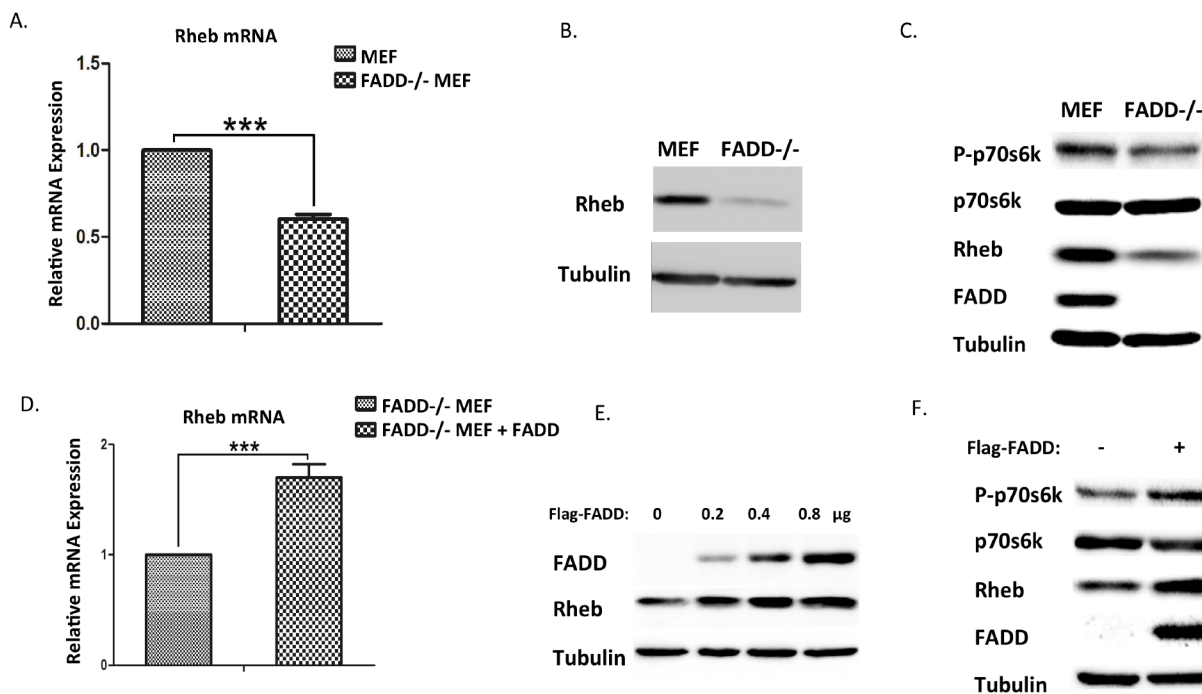 A.
Rheb mRNA
MEF
FADD-/- MEF
Relative mRNA Expression
1.5
1.0
0.5
0.0
***
B.
MEF FADD-/-
Rheb
Tubulin
C.
MEF FADD-/-
P-p70s6k
p70s6k
Rheb
FADD
Tubulin
D.
Rheb mRNA
FADD-/- MEF
FADD-/- MEF + FADD
Relative mRNA Expression
2
1
0
***
E.
Flag-FADD: 0 0.2 0.4 0.8 µg
FADD
Rheb
Tubulin
F.
Flag-FADD: - +
P-p70s6k
p70s6k
Rheb
FADD
Tubulin